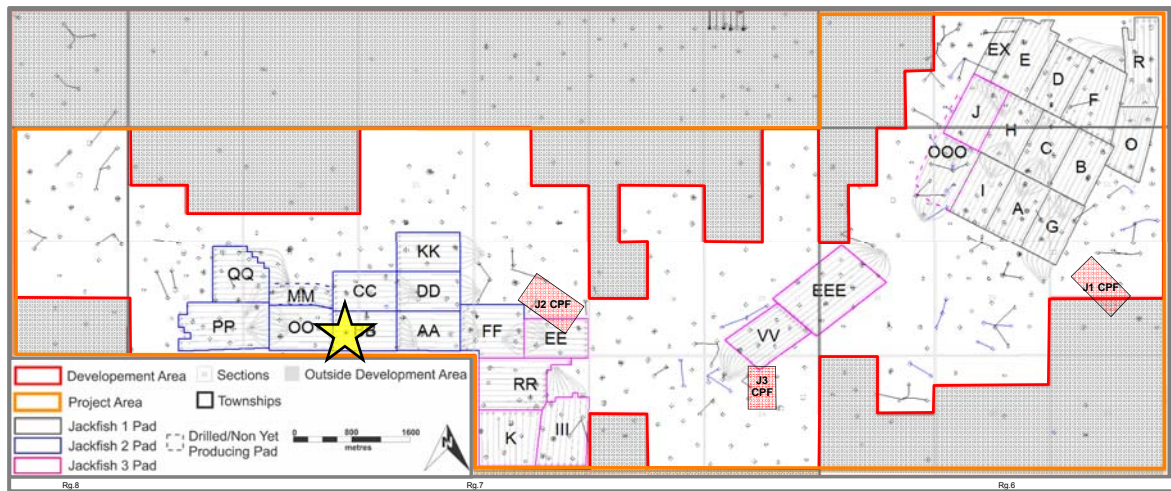 EX
E
R
D
F
J
H
C
O
OOO
B
I
A
G
KK
QQ
CC
DD
EEE
J1 CPF
MM
J2 CPF
PP
OO
B
AA
FF
EE
VV
RR
J3
CPF
K
III
Developement Area
Sections
Outside Development Area
Project Area
Townships
Jackfish 1 Pad
Jackfish 2 Pad
Drilled/Non Yet
Producing Pad
Jackfish 3 Pad
0 800 1600
metres
N
Rg.8
Rg.7
Rg.6